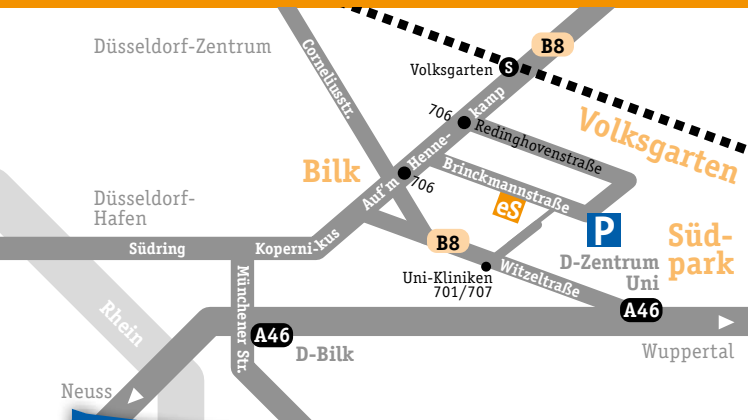 Düsseldorf-Zentrum
Corneliusstr.
B8
Volksgarten
S
706
kamp
Volksgarten
Redinghovenstraße
Henne-
Brinckmannstraße
Bilk
706
Auf'm
eS
Düsseldorf-
Hafen
P
Süd-
park
Südring
Koperni-kus
B8
D-Zentrum
Uni
Uni-Kliniken
701/707
Witzeltraße
Münchener Str.
Rhein
A46
A46
D-Bilk
Wuppertal
Neuss